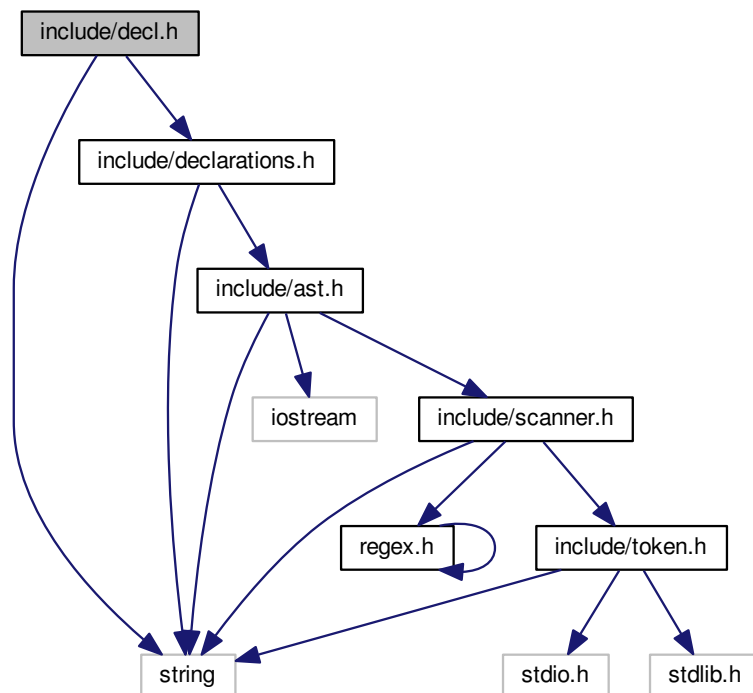 include/decl.h
include/declarations.h
include/ast.h
iostream
include/scanner.h
regex.h
include/token.h
string
stdio.h
stdlib.h